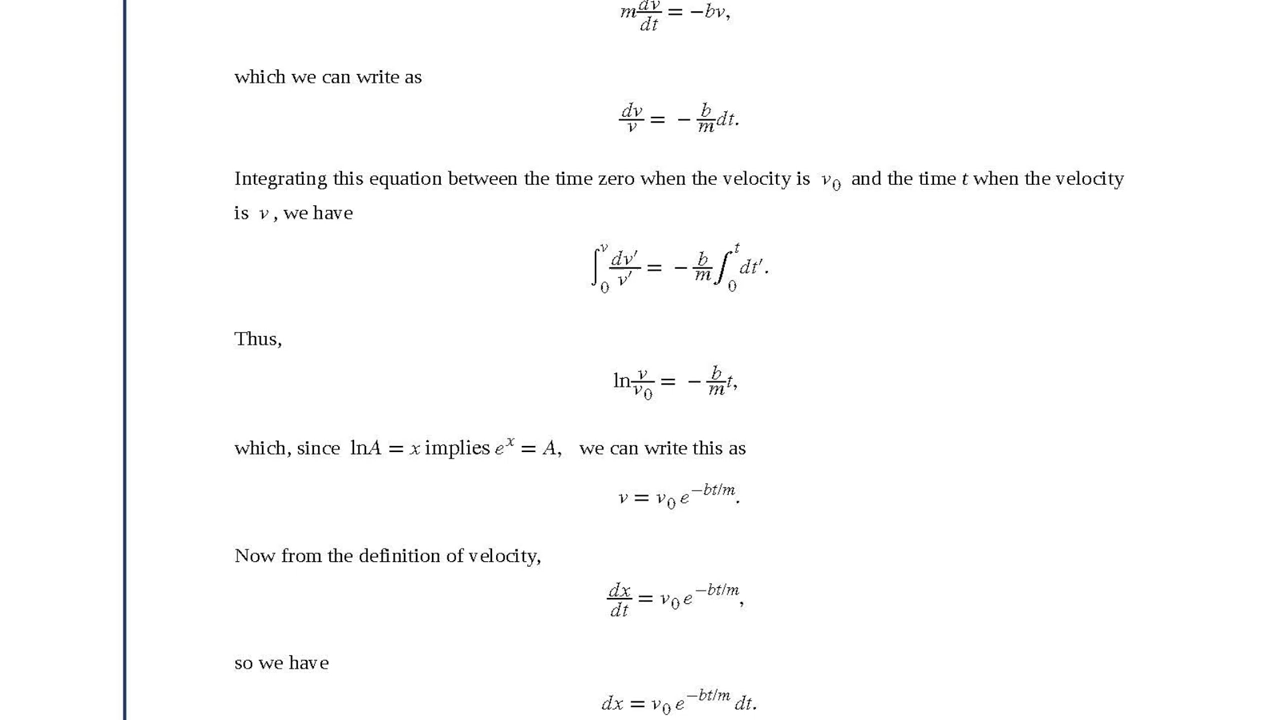 m dv/dt = −bv,
which we can write as
dv/v = − b/m dt.
Integrating this equation between the time zero when the velocity is v₀ and the time t when the velocity
is v, we have
∫₀ᵛ dv′/v′ = − b/m ∫₀ᵗ dt′.
Thus,
ln v/v₀ = − b/m t,
which, since lnA = x implies eˣ = A, we can write this as
v = v₀ e^(−bt/m).
Now from the definition of velocity,
dx/dt = v₀ e^(−bt/m),
so we have
dx = v₀ e^(−bt/m) dt.